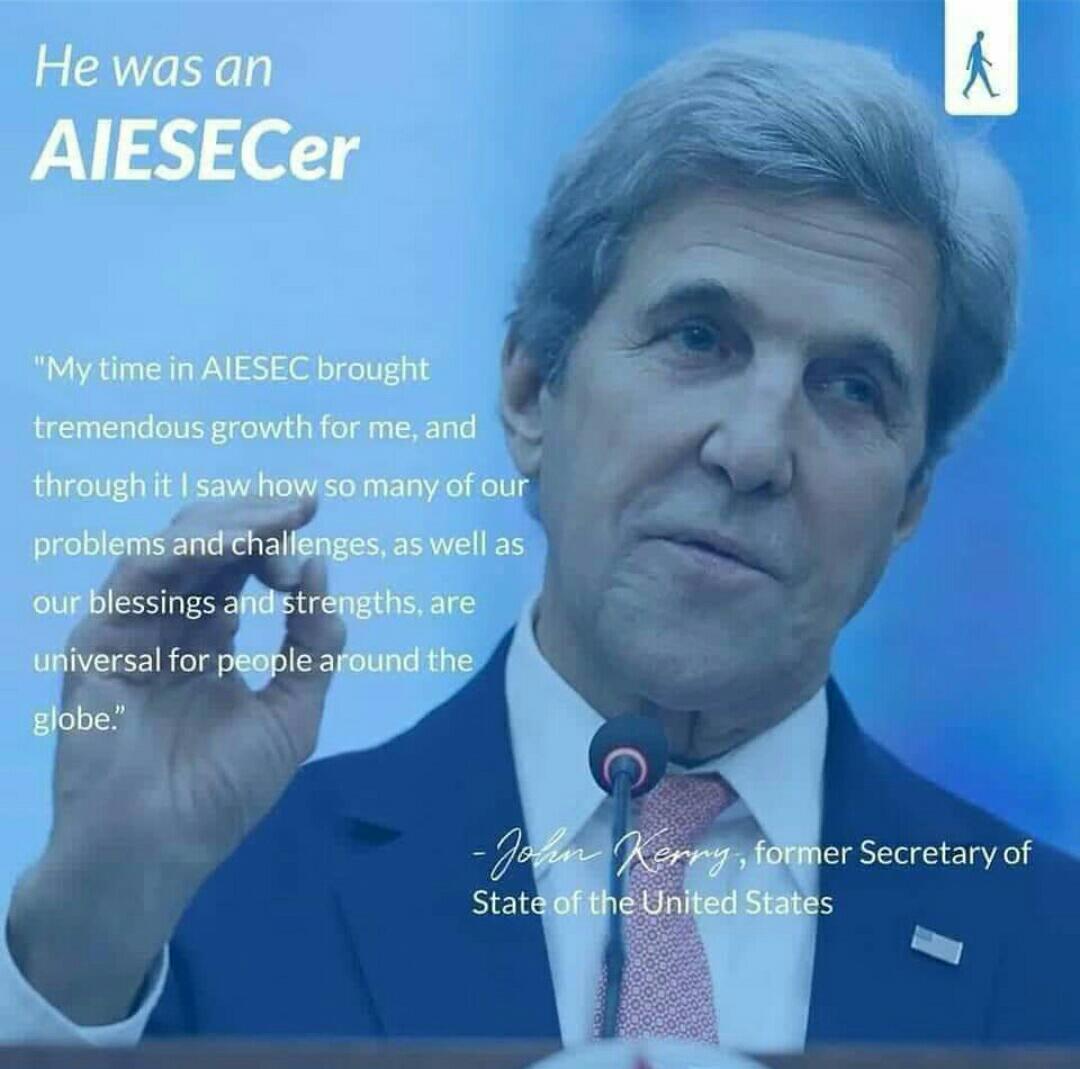 He was an
AIESECer
"My time in AIESEC brought
tremendous growth for me, and
through it I saw how so many of our
problems and challenges, as well as
our blessings and strengths, are
universal for people around the
globe.”
- John Kerry, former Secretary of
State of the United States